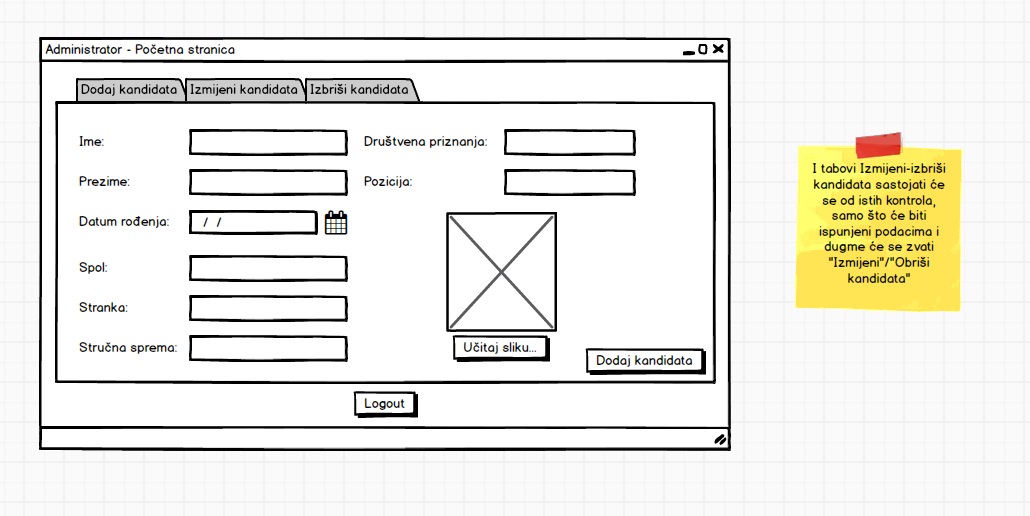 Administrator - Početna stranica
Dodaj kandidata Izmijeni kandidata Izbriši kandidata
Ime:
Društvena priznanja:
Prezime:
Pozicija:
Datum rođenja: / /
Spol:
Stranka:
Stručna sprema:
Učitaj sliku...
Dodaj kandidata
Logout
I tabovi Izmijeni-izbriši
kandidata sastojati će
se od istih kontrola,
samo što će biti
ispunjeni podacima i
dugme će se zvati
"Izmijeni"/"Obriši
kandidata"